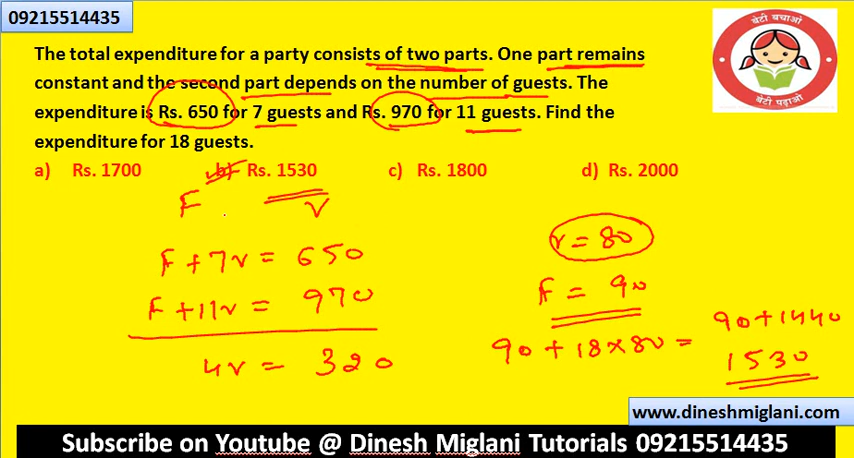 09215514435
बेटी बचाओ
The total expenditure for a party consists of two parts. One part remains
constant and the second part depends on the number of guests. The
expenditure is Rs. 650 for 7 guests and Rs. 970 for 11 guests. Find the
expenditure for 18 guests.
बेटी पढ़ाओ
a) Rs. 1700 b) Rs. 1530 c) Rs. 1800 d) Rs. 2000
F v
F + 7v = 650
F + 11v = 970
4v = 320
v = 80
F = 90
90 + 18 × 80 = 90 + 1440
1530
www.dineshmiglani.com
Subscribe on Youtube @ Dinesh Miglani Tutorials 09215514435